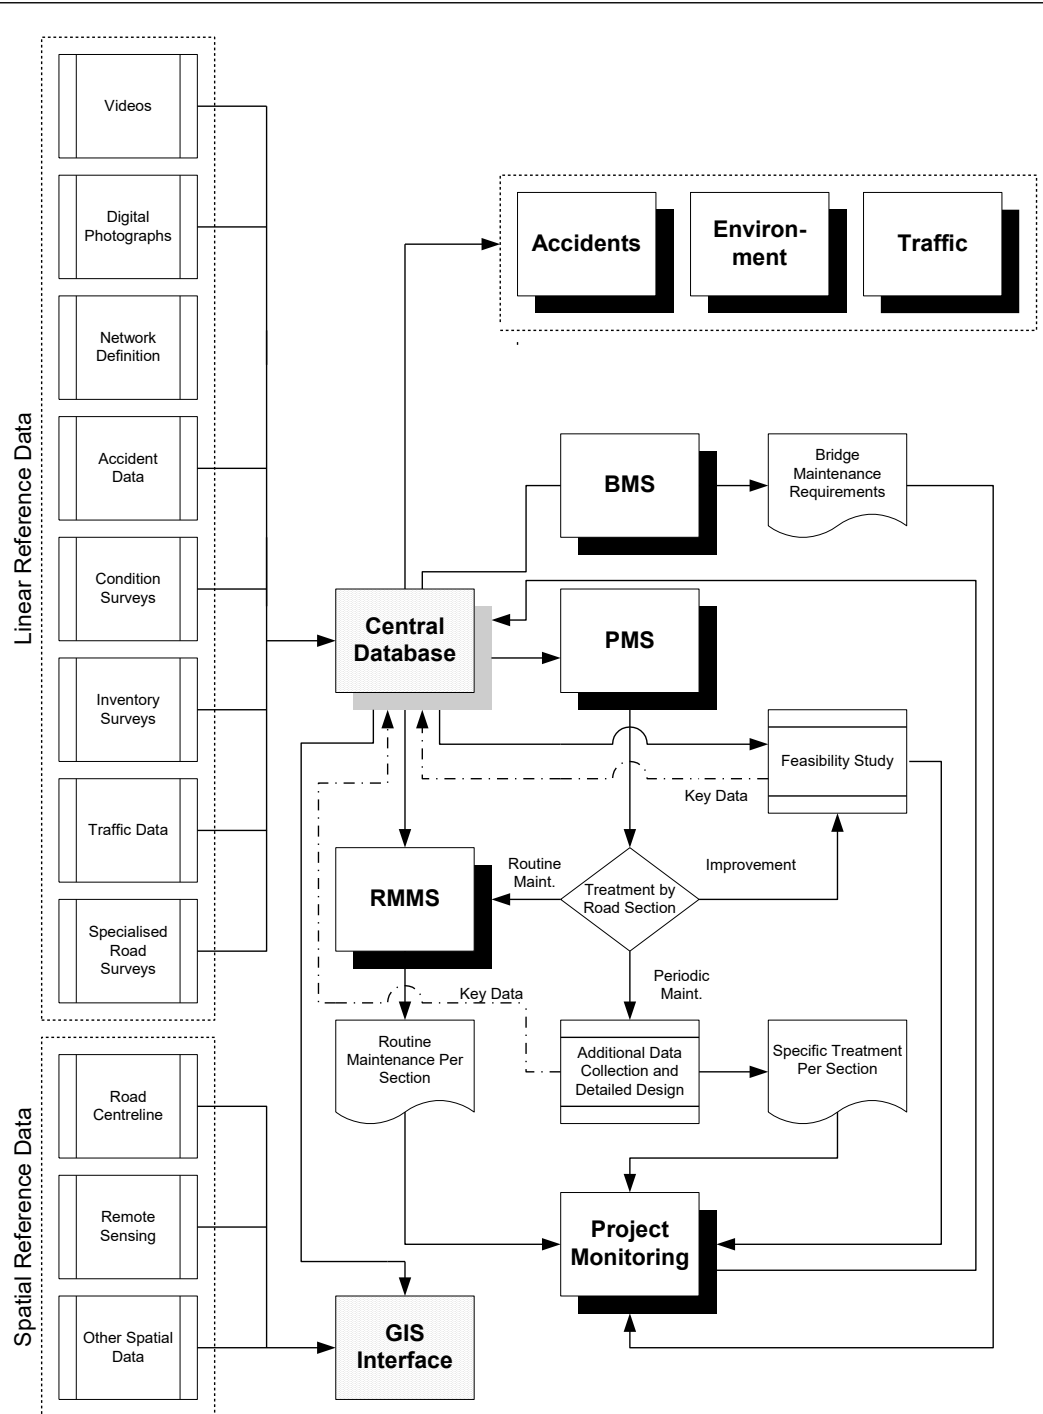 Linear Reference Data
Videos
Digital
Photographs
Network
Definition
Accident
Data
Condition
Surveys
Inventory
Surveys
Traffic Data
Specialised
Road
Surveys
Spatial Reference Data
Road
Centreline
Remote
Sensing
Other Spatial
Data
Accidents
Environ-
ment
Traffic
BMS
Bridge
Maintenance
Requirements
Central
Database
PMS
Feasibility Study
Key Data
Routine
Maint.
Improvement
RMMS
Treatment by
Road Section
Periodic
Maint.
Key Data
Routine
Maintenance Per
Section
Additional Data
Collection and
Detailed Design
Specific Treatment
Per Section
Project
Monitoring
GIS
Interface